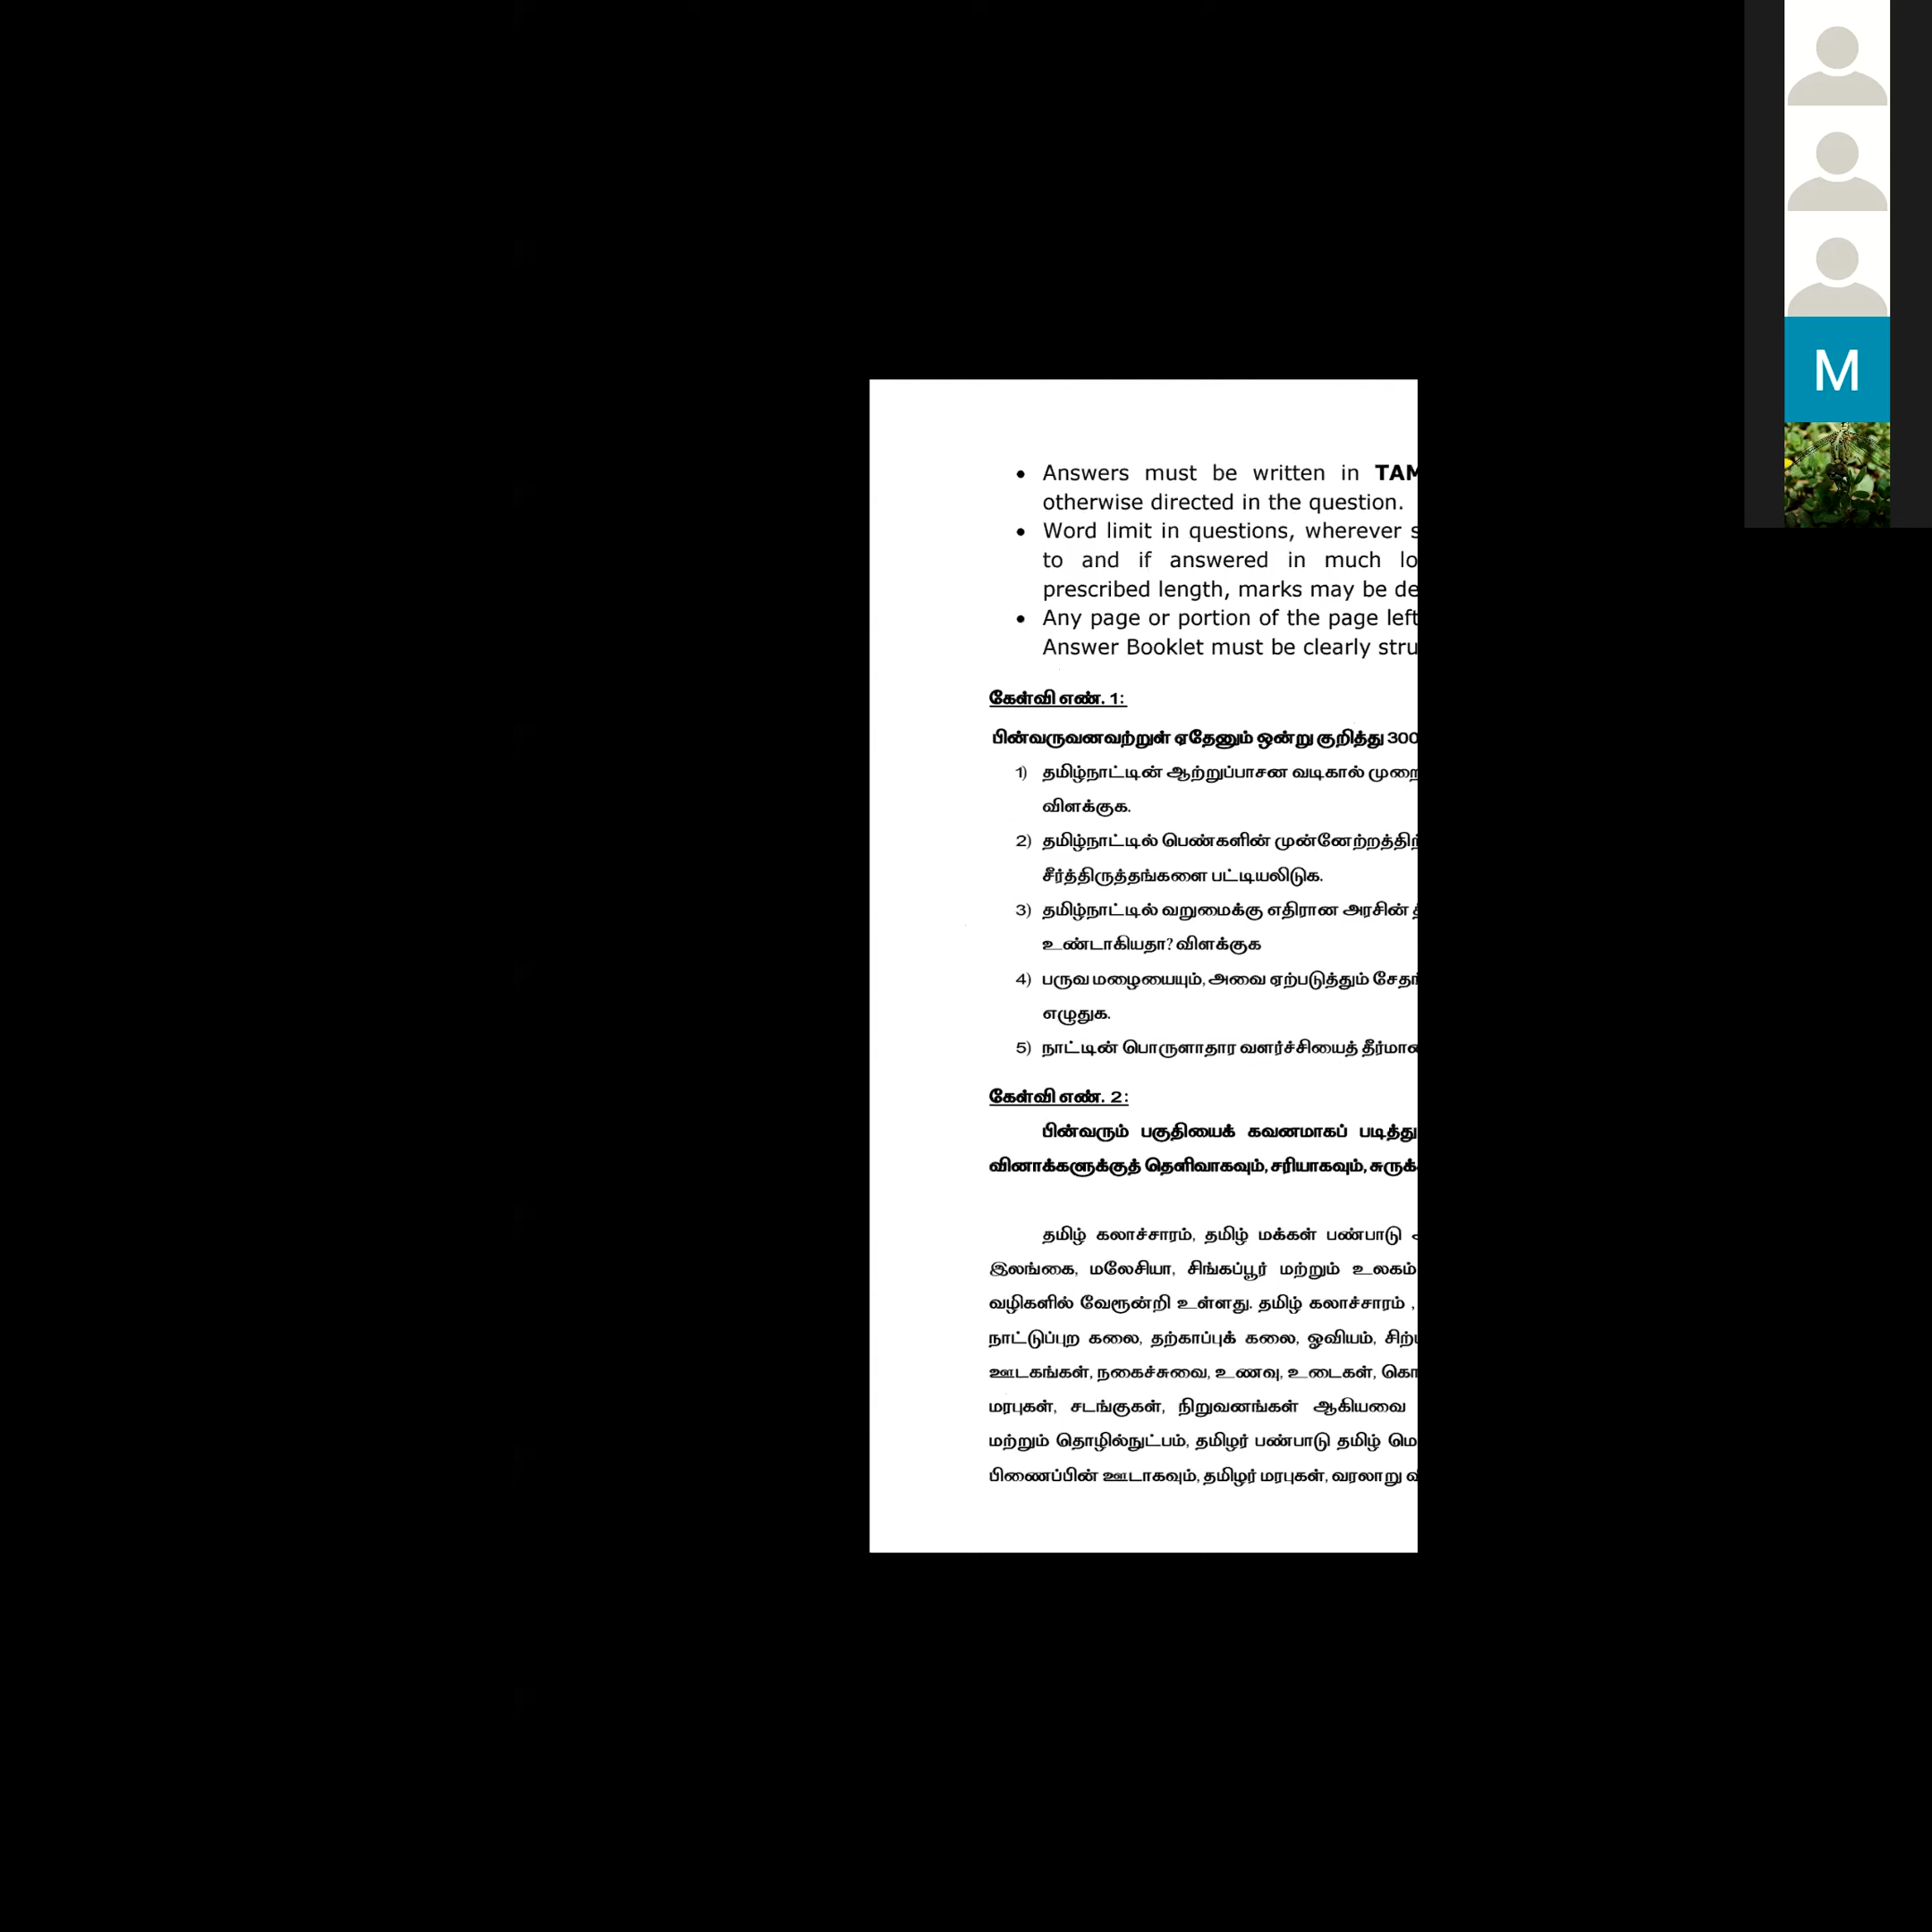 M
• Answers must be written in TAM
otherwise directed in the question.
• Word limit in questions, wherever s
to and if answered in much lo
prescribed length, marks may be de
• Any page or portion of the page left
Answer Booklet must be clearly stru
கேள்வி எண். 1:
பின்வருவனவற்றுள் ஏதேனும் ஒன்று குறித்து 300
1) தமிழ்நாட்டின் ஆற்றுப்பாசன வடிகால் முறை
விளக்குக.
2) தமிழ்நாட்டில் பெண்களின் முன்னேற்றத்திற்
சீர்த்திருத்தங்களை பட்டியலிடுக.
3) தமிழ்நாட்டில் வறுமைக்கு எதிரான அரசின்
உண்டாகியதா? விளக்குக
4) பருவ மழையையும், அவை ஏற்படுத்தும்
எழுதுக.
5) நாட்டின் பொருளாதார வளர்ச்சியைத்
கேள்வி எண். 2:
பின்வரும் பகுதியைக் கவனமாகப் படித்து
வினாக்களுக்குத் தெளிவாகவும், சரியாகவும்,
தமிழ் கலாச்சாரம், தமிழ் மக்கள் பண்பாடு
இலங்கை, மலேசியா, சிங்கப்பூர் மற்றும் உலகம்
வழிகளில் வேரூன்றி உள்ளது. தமிழ் கலாச்சாரம் ,
நாட்டுப்புற கலை, தற்காப்புக் கலை, ஓவியம்,
ஊடகங்கள், நகைச்சுவை, உணவு, உடைகள்,
மரபுகள், சடங்குகள், நிறுவனங்கள் ஆகியவை
மற்றும் தொழில்நுட்பம், தமிழர் பண்பாடு தமிழ்
பிணைப்பின் ஊடாகவும், தமிழர் மரபுகள், வரலாறு